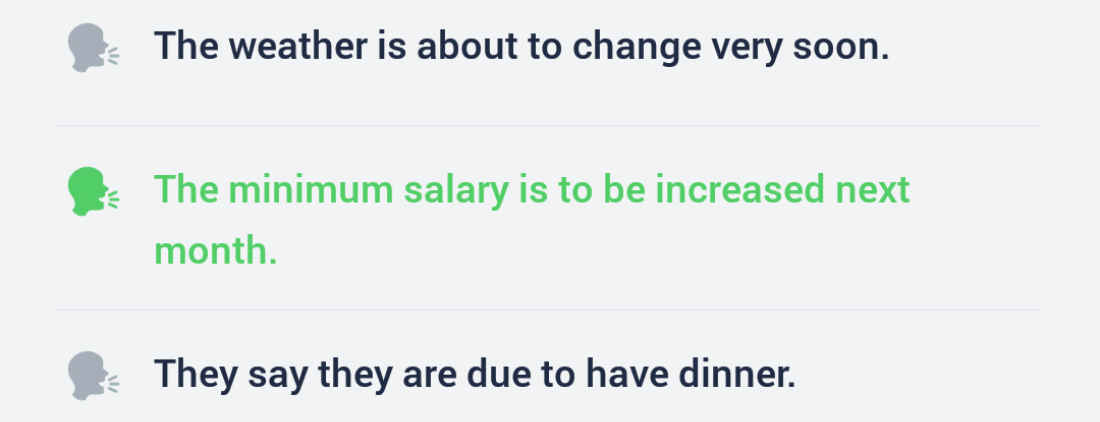 The weather is about to change very soon.
The minimum salary is to be increased next
month.
They say they are due to have dinner.